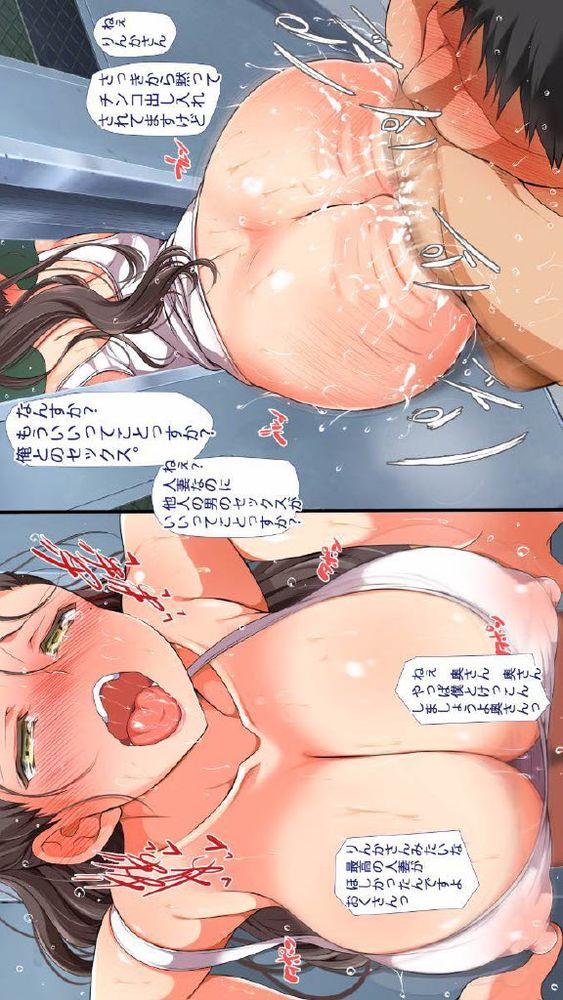 ねぇ
りんかさん
さっきから黙って
チンコ出し入れ
されてますけど
なんすか?
もういいってことっすか?
俺とのセックス。
ねぇ?
人妻なのに
他人の男のセックスが
いいってことっすか?
ねぇ 奥さん 奥さん
やっぱ僕とけっこん
しましょうよ奥さんっ
りんかさんみたいな
最高の人妻が
ほしかったんですよ
おくさんっ